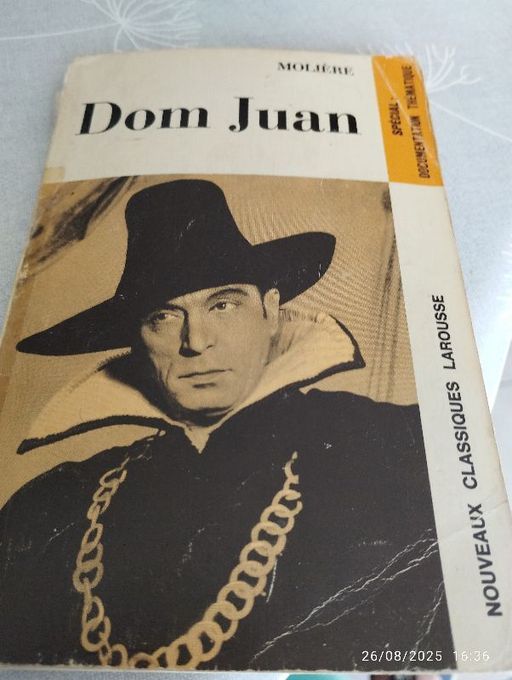 MOLIÈRE
Dom Juan
SPÉCIAL :
DOCUMENTATION THÉMATIQUE
NOUVEAUX CLASSIQUES LAROUSSE
26/08/2025 16:36